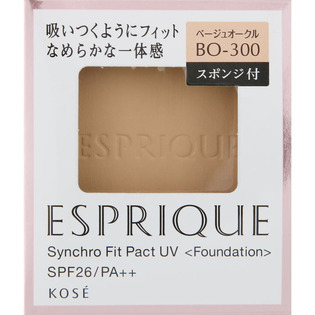 吸いつくようにフィット
なめらかな一体感
ベージュオークル
BO-300
スポンジ付
ESPRIQUE
ESPRIQUE
Synchro Fit Pact UV <Foundation>
SPF26/PA++
KOSÉ